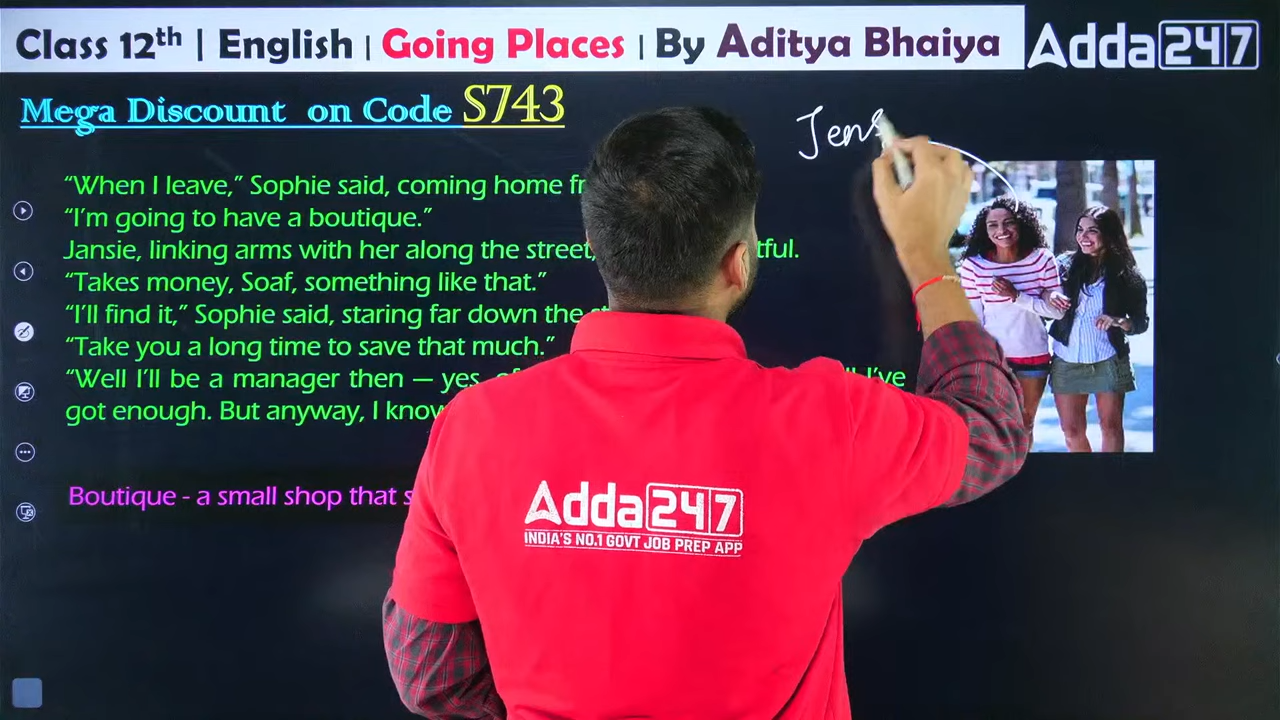 Class 12th | English | Going Places | By Aditya Bhaiya
Adda247
Mega Discount on Code S743
Jens
“When I leave,” Sophie said, coming home
“I’m going to have a boutique.”
Jansie, linking arms with her along the street,
“Takes money, Soaf, something like that.”
“I’ll find it,” Sophie said, staring far down the
“Take you a long time to save that much.”
“Well I’ll be a manager then — yes, I’ve
got enough. But anyway, I know
Boutique - a small shop that
Adda247
INDIA'S NO.1 GOVT JOB PREP APP